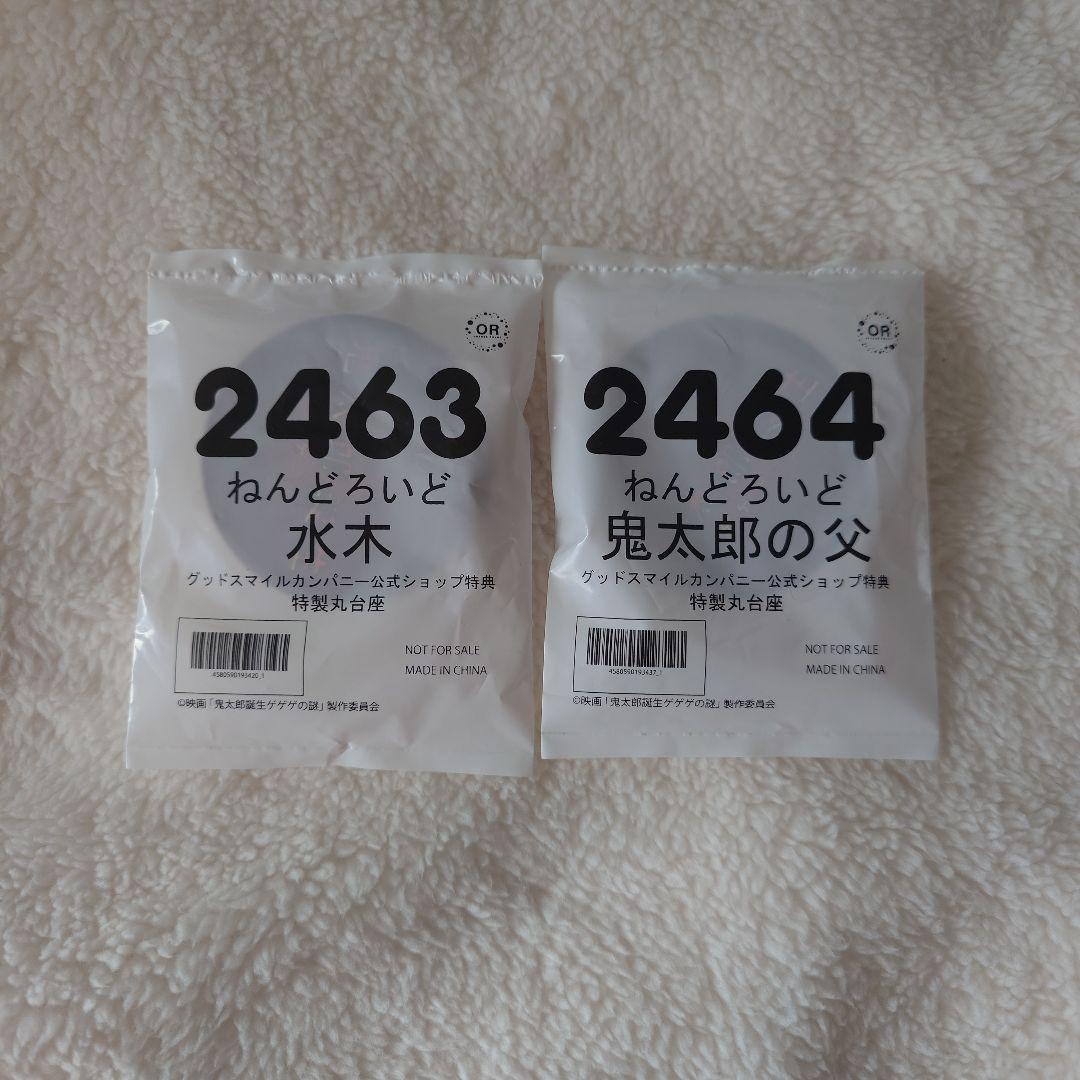 OR
2463
ねんどろいど
水木
グッドスマイルカンパニー公式ショップ特典
特製丸台座
4580590193420_1
NOT FOR SALE
MADE IN CHINA
©映画「鬼太郎誕生ゲゲゲの謎」製作委員会
OR
2464
ねんどろいど
鬼太郎の父
グッドスマイルカンパニー公式ショップ特典
特製丸台座
4580590193437_1
NOT FOR SALE
MADE IN CHINA
©映画「鬼太郎誕生ゲゲゲの謎」製作委員会